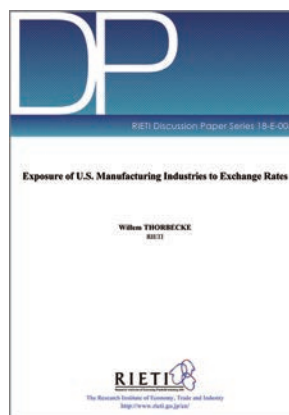 DP
RIETI Discussion Paper Series 18-E-00
Exposure of U.S. Manufacturing Industries to Exchange Rates
Willem THORBECKE
RIETI
RIETI
The Research Institute of Economy, Trade and Industry
http://www.rieti.go.jp/en/